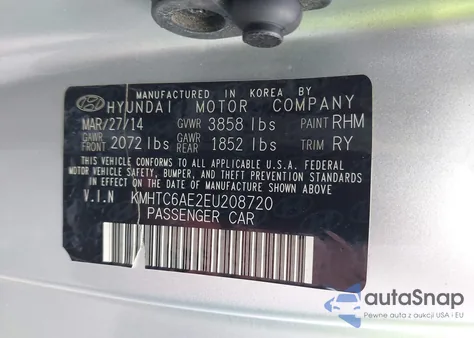 MANUFACTURED IN KOREA BY
HYUNDAI MOTOR COMPANY
MAR/27/14 GVWR 3858 lbs PAINT RHM
GAWR FRONT 2072 lbs GAWR REAR 1852 lbs TRIM RY
THIS VEHICLE CONFORMS TO ALL APPLICABLE U.S.A. FEDERAL
MOTOR VEHICLE SAFETY, BUMPER, AND THEFT PREVENTION
STANDARDS IN EFFECT ON THE DATE OF MANUFACTURE SHOWN ABOVE.
V.I.N KMHTC6AE2EU208720
PASSENGER CAR
autoSnap
Pewne auta z aukcji USA i EU